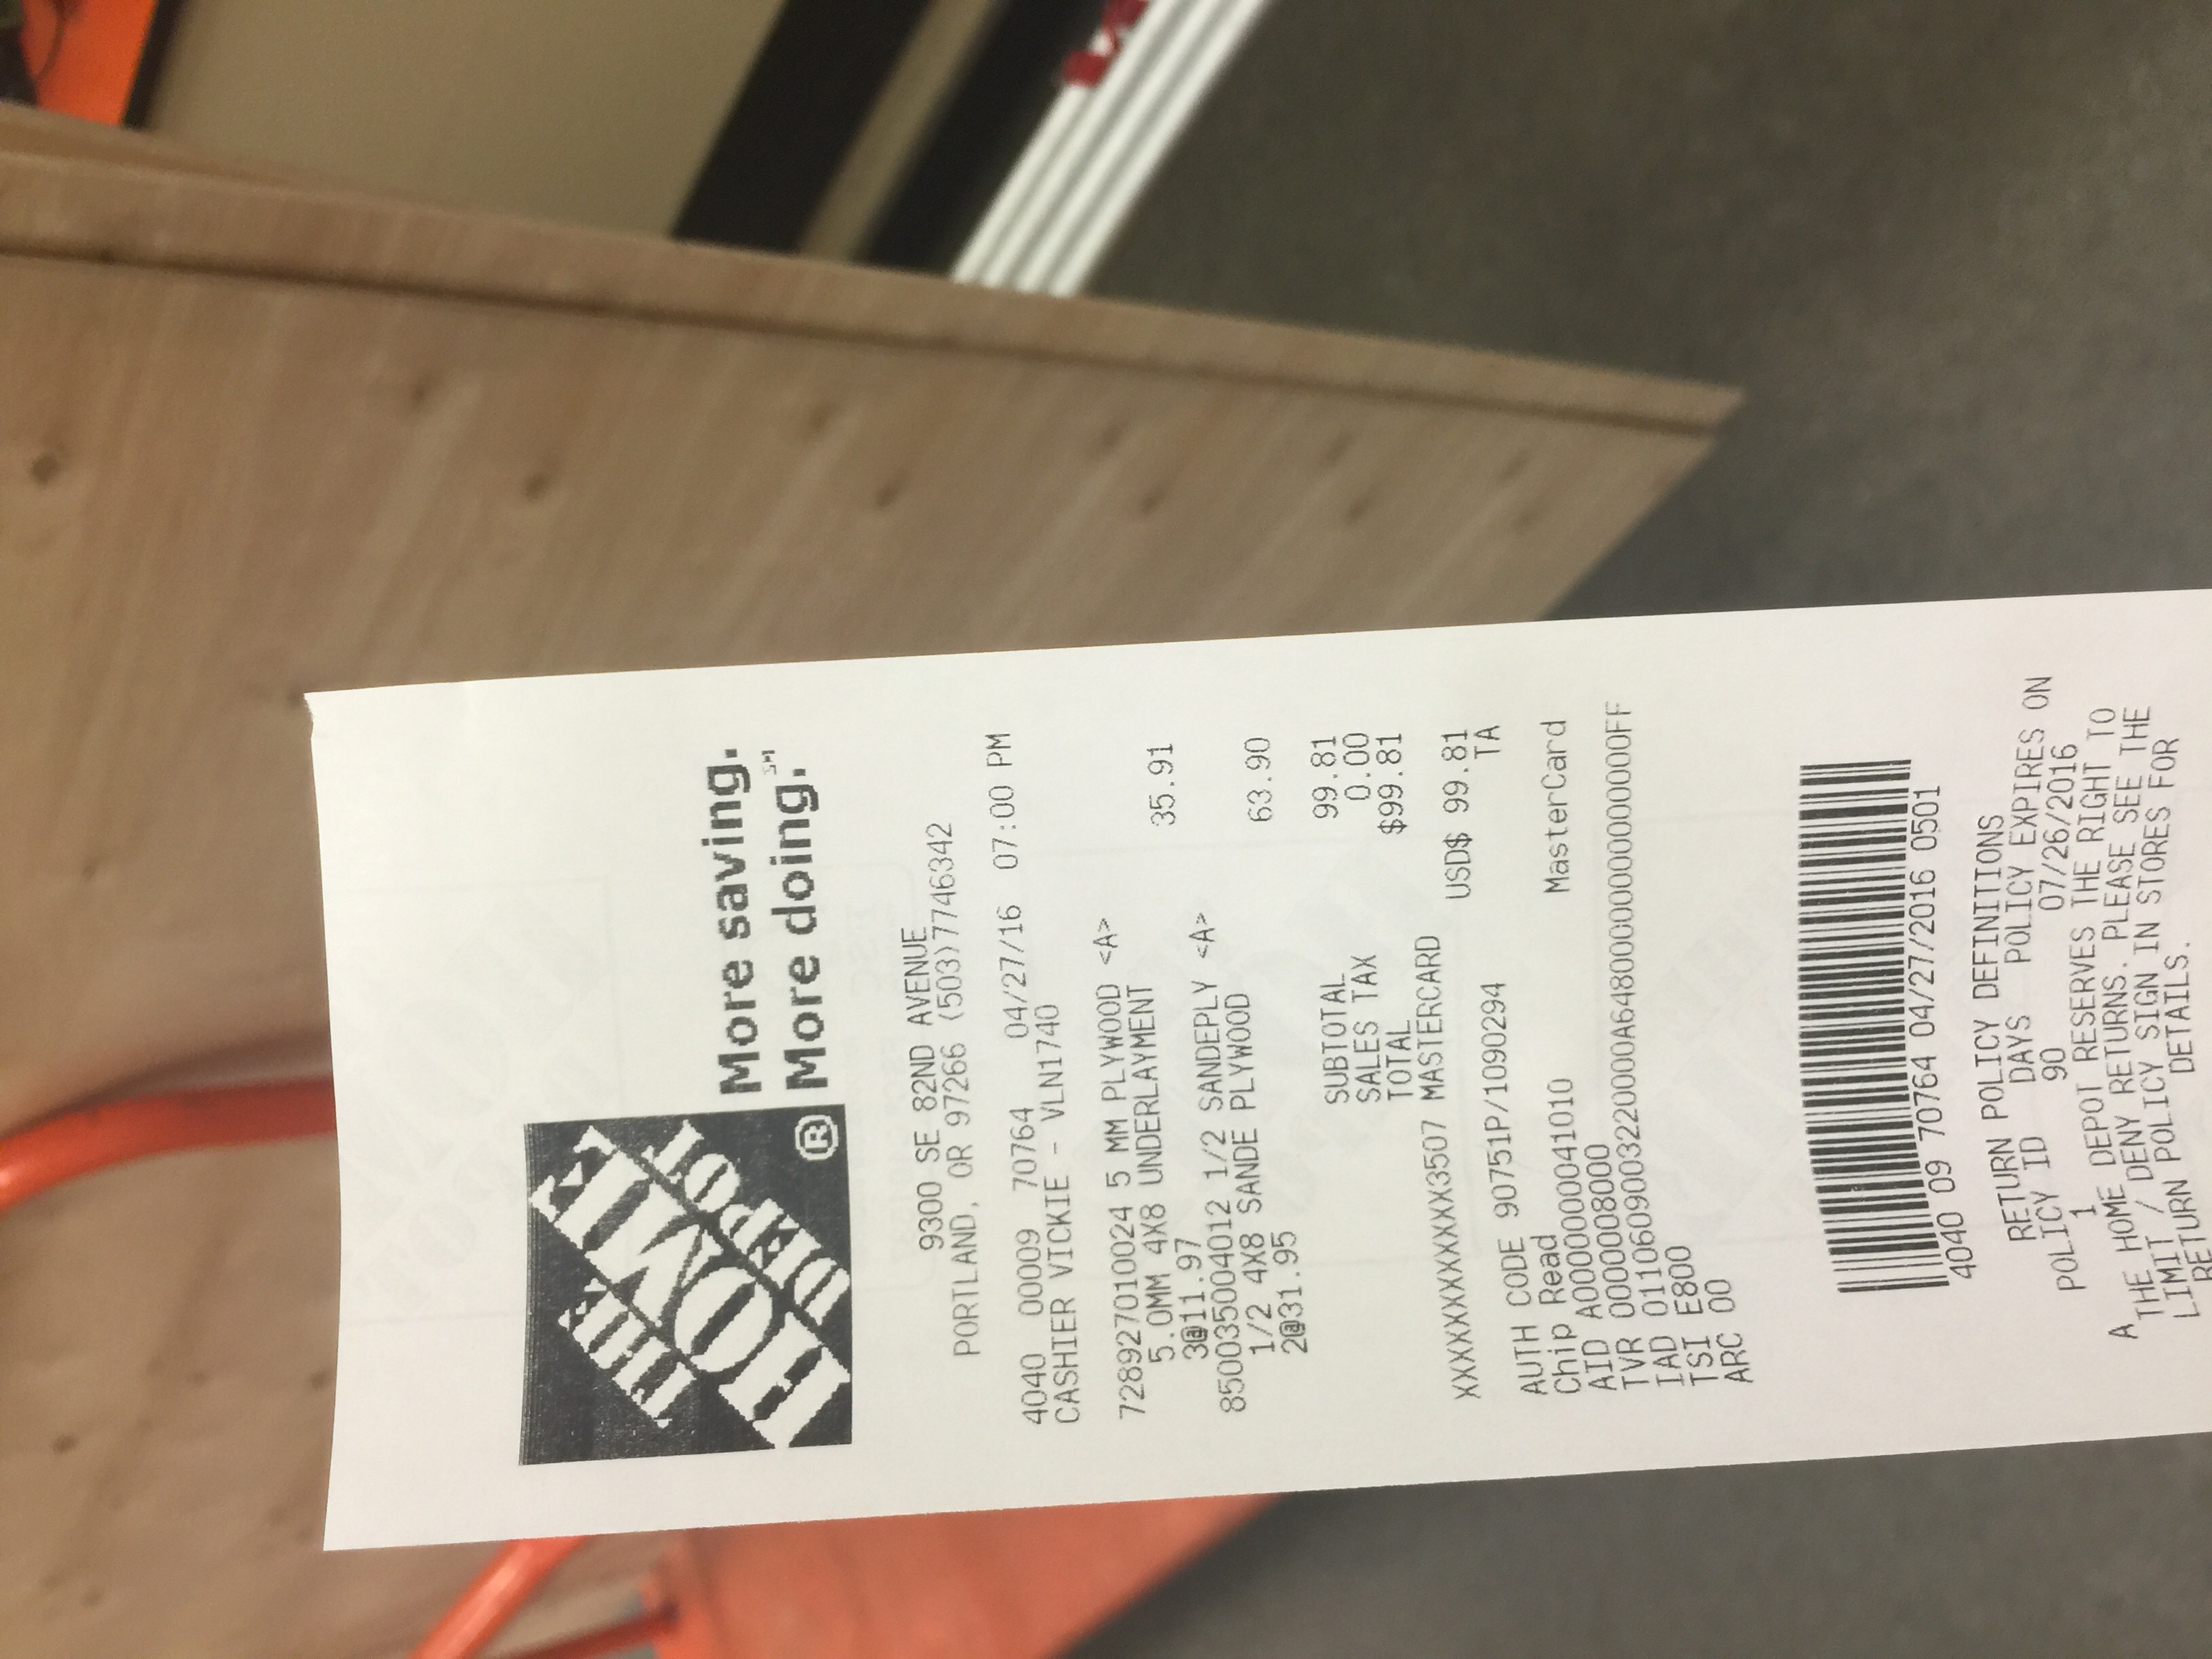 THE
HOME
DEPOT
®
More saving.
More doing.℠
9300 SE 82ND AVENUE
PORTLAND, OR 97266 (503)7746342
4040 00009 70764 04/27/16 07:00 PM
CASHIER VICKIE - VLN1740
728927010024 5 MM PLYWOOD <A>
5.0MM 4X8 UNDERLAYMENT
3@11.97 35.91
850035004012 1/2 SANDEPLY <A>
1/2 4X8 SANDE PLYWOOD
2@31.95 63.90
SUBTOTAL 99.81
SALES TAX 0.00
TOTAL $99.81
XXXXXXXXXXXX3507 MASTERCARD
USD$ 99.81
AUTH CODE 90751P/1090294 TA
Chip Read
AID A0000000041010 MasterCard
TVR 0000008000
IAD 0110609003220000A64800000000000000FF
TSI E800
ARC 00
4040 09 70764 04/27/2016 0501
RETURN POLICY DEFINITIONS
POLICY ID DAYS POLICY EXPIRES ON
A 1 90 07/26/2016
THE HOME DEPOT RESERVES THE RIGHT TO
LIMIT / DENY RETURNS. PLEASE SEE THE
RETURN POLICY SIGN IN STORES FOR
DETAILS.